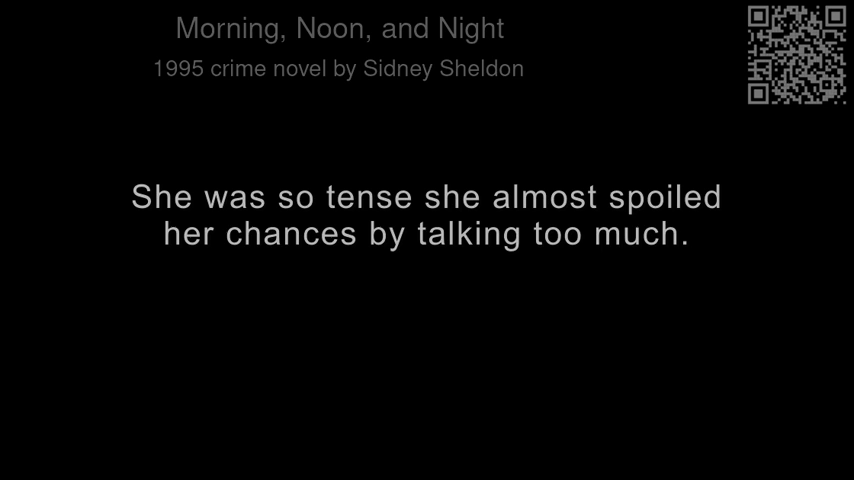 Morning, Noon, and Night
1995 crime novel by Sidney Sheldon
She was so tense she almost spoiled
her chances by talking too much.